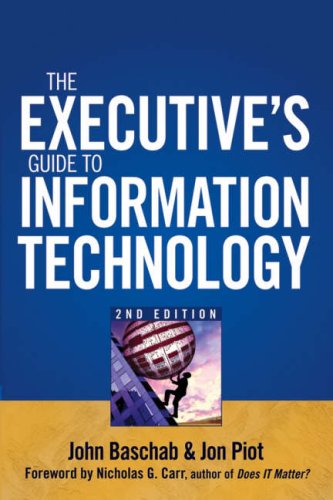 THE
EXECUTIVE'S
GUIDE TO
INFORMATION
TECHNOLOGY
2ND EDITION
John Baschab & Jon Piot
Foreword by Nicholas G. Carr, author of Does IT Matter?